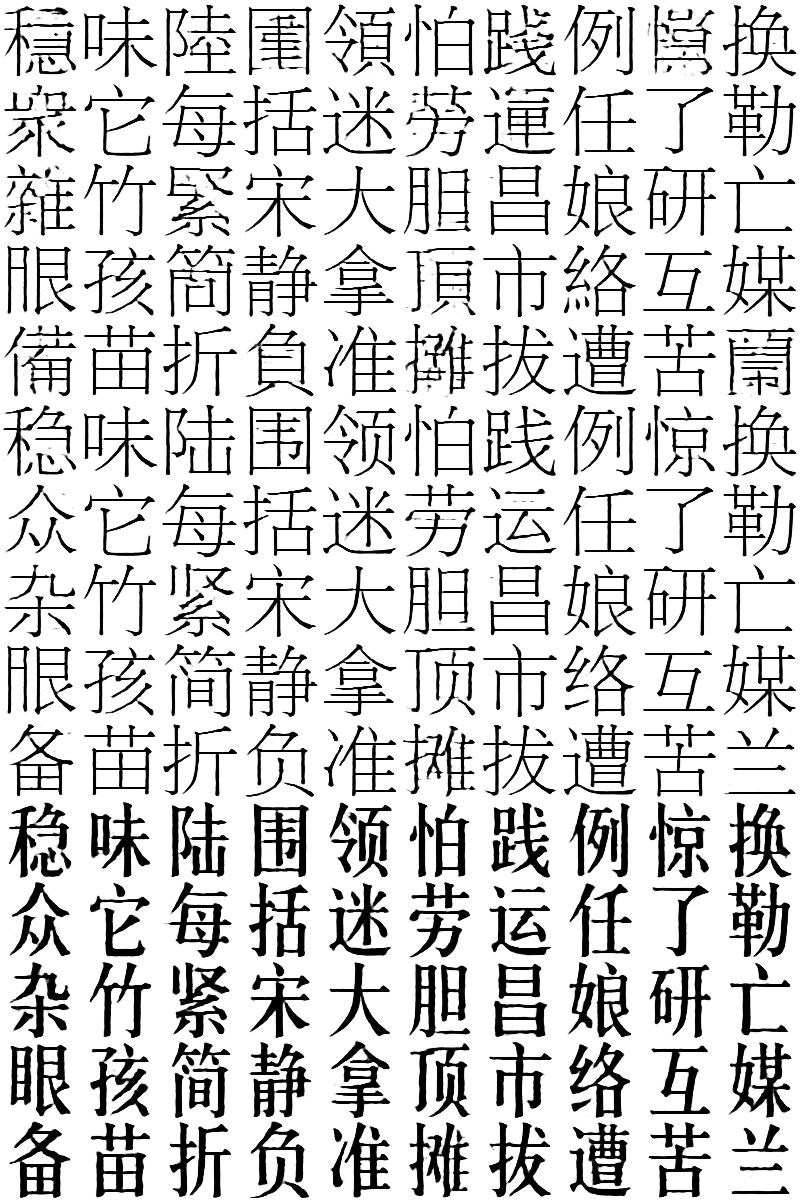 穩味陸圍領怕踐例驚换
眾它每括迷勞運任了勒
雜竹緊宋大胆昌娘研亡
眼孩简静拿頂市絡互媒
備苗折負准攤拔遭苦蘭
稳味陆围领怕践例惊换
众它每括迷劳运任了勒
杂竹紧宋大胆昌娘研亡
眼孩简静拿顶市络互媒
备苗折负准摊拔遭苦兰
稳味陆围领怕践例惊换
众它每括迷劳运任了勒
杂竹紧宋大胆昌娘研亡
眼孩简静拿顶市络互媒
备苗折负准摊拔遭苦兰